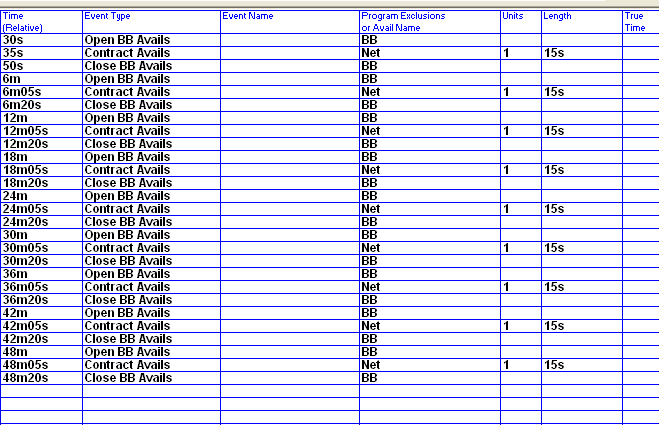 Time Event Type Event Name Program Exclusions Units Length True
(Relative) or Avail Name Time
30s Open BB Avails BB
35s Contract Avails Net 1 15s
50s Close BB Avails BB
6m Open BB Avails BB
6m05s Contract Avails Net 1 15s
6m20s Close BB Avails BB
12m Open BB Avails BB
12m05s Contract Avails Net 1 15s
12m20s Close BB Avails BB
18m Open BB Avails BB
18m05s Contract Avails Net 1 15s
18m20s Close BB Avails BB
24m Open BB Avails BB
24m05s Contract Avails Net 1 15s
24m20s Close BB Avails BB
30m Open BB Avails BB
30m05s Contract Avails Net 1 15s
30m20s Close BB Avails BB
36m Open BB Avails BB
36m05s Contract Avails Net 1 15s
36m20s Close BB Avails BB
42m Open BB Avails BB
42m05s Contract Avails Net 1 15s
42m20s Close BB Avails BB
48m Open BB Avails BB
48m05s Contract Avails Net 1 15s
48m20s Close BB Avails BB